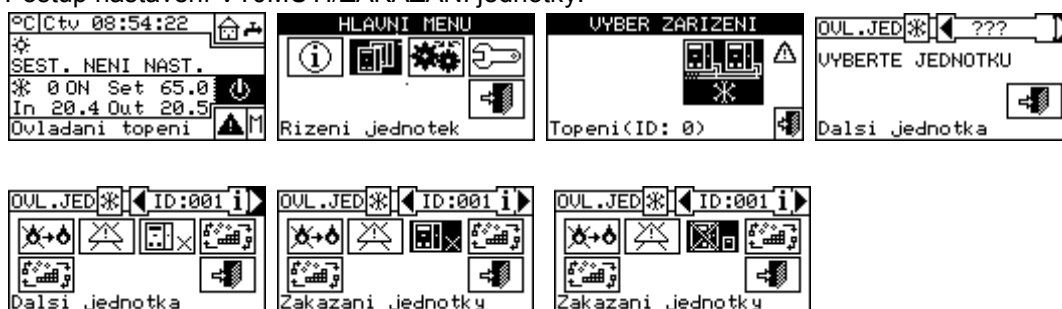 Postup nastavení VYJMUTÍ/ZAKÁZÁNÍ jednotky:
°C Ctv 08:54:22
SEST. NENI NAST.
0 ON Set 65.0
In 20.4 Out 20.5
Ovladani topeni
M
HLAVNI MENU
Rizeni jednotek
VYBER ZARIZENI
Topeni(ID: 0)
OVL.JED ???
VYBERTE JEDNOTKU
Dalsi jednotka
OVL.JED ID:001 i
Dalsi jednotka
OVL.JED ID:001 i
Zakazani jednotky
OVL.JED ID:001 i
Zakazani jednotky